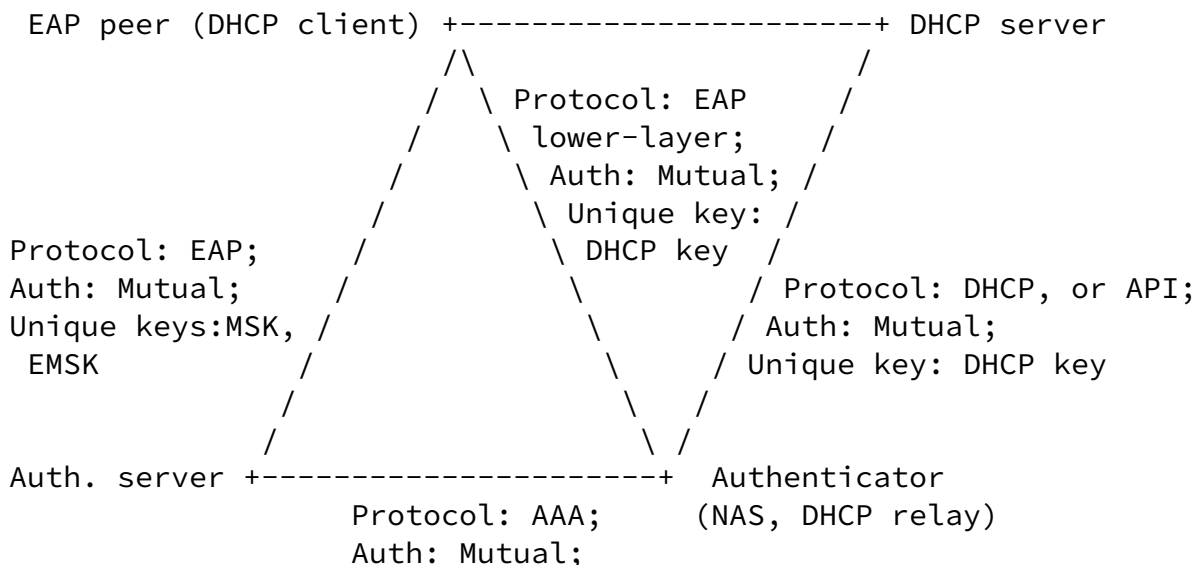 EAP peer (DHCP client) +----------------------+ DHCP server
/\ /
/ \ Protocol: EAP /
/ \ lower-layer; /
/ \ Auth: Mutual; /
/ \ Unique key: /
Protocol: EAP; / \ DHCP key /
Auth: Mutual; / \ / Protocol: DHCP, or API;
Unique keys:MSK, / \ / Auth: Mutual;
EMSK / \ / Unique key: DHCP key
/ \ /
/ \ /
Auth. server +----------------------+ Authenticator
Protocol: AAA; (NAS, DHCP relay)
Auth: Mutual;